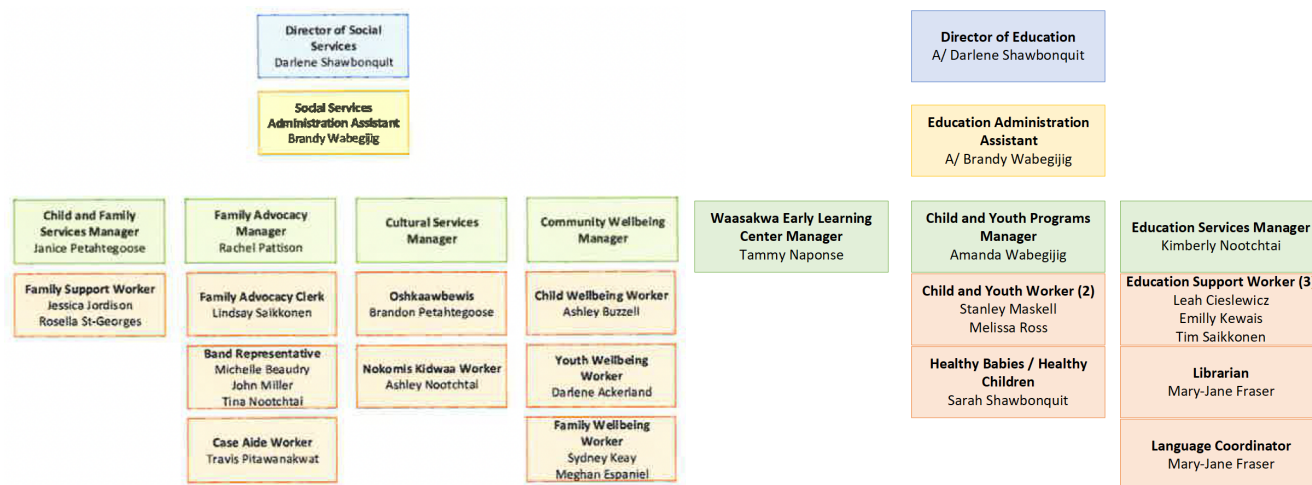 Director of Social
Services
Darlene Shawbonquit
Social Services
Administration Assistant
Brandy Wabegijig
Child and Family
Services Manager
Janice Petahtegoose
Family Support Worker
Jessica Jordison
Rosella St-Georges
Family Advocacy
Manager
Rachel Pattison
Family Advocacy Clerk
Lindsay Saikkonen
Band Representative
Michelle Beaudry
John Miller
Tina Nootchtai
Case Aide Worker
Travis Pitawanakwat
Cultural Services
Manager
Oshkaawbewis
Brandon Petahtegoose
Nokomis Kidwaa Worker
Ashley Nootchtai
Community Wellbeing
Manager
Child Wellbeing Worker
Ashley Buzzell
Youth Wellbeing
Worker
Darlene Ackerland
Family Wellbeing
Worker
Sydney Keay
Meghan Espaniel
Director of Education
A/ Darlene Shawbonquit
Education Administration
Assistant
A/ Brandy Wabegijig
Waasakwa Early Learning
Center Manager
Tammy Naponse
Child and Youth Programs
Manager
Amanda Wabegijig
Child and Youth Worker (2)
Stanley Maskell
Melissa Ross
Healthy Babies / Healthy
Children
Sarah Shawbonquit
Education Services Manager
Kimberly Nootchtai
Education Support Worker (3
Leah Cieslewicz
Emilly Kewais
Tim Saikkonen
Librarian
Mary-Jane Fraser
Language Coordinator
Mary-Jane Fraser